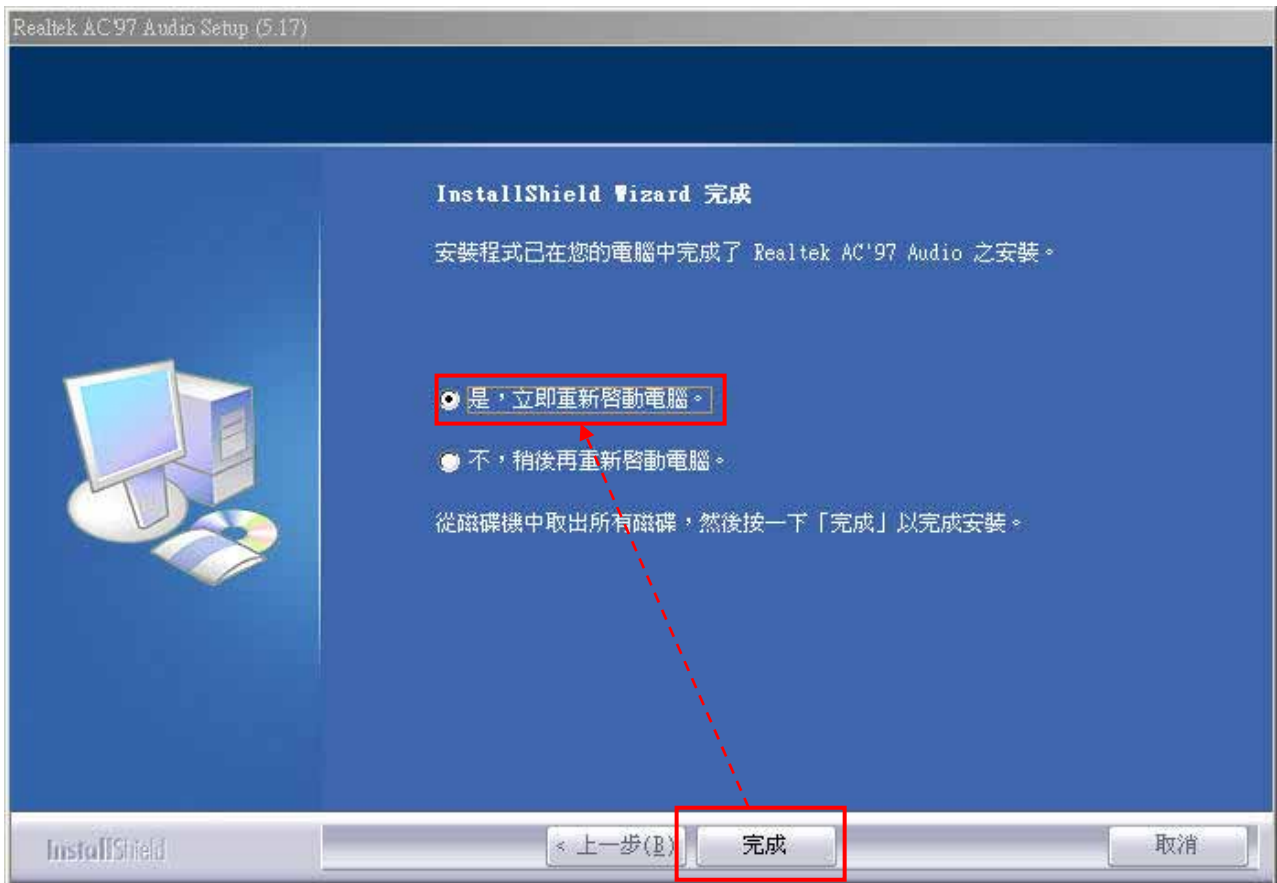 Realtek AC'97 Audio Setup (5.17)
InstallShield Wizard 完成
安裝程式已在您的電腦中完成了 Realtek AC'97 Audio 之安裝。
是，立即重新啓動電腦。
不，稍後再重新啓動電腦。
從磁碟機中取出所有磁碟，然後按一下「完成」以完成安裝。
InstallShield
< 上一步(B) 完成 取消